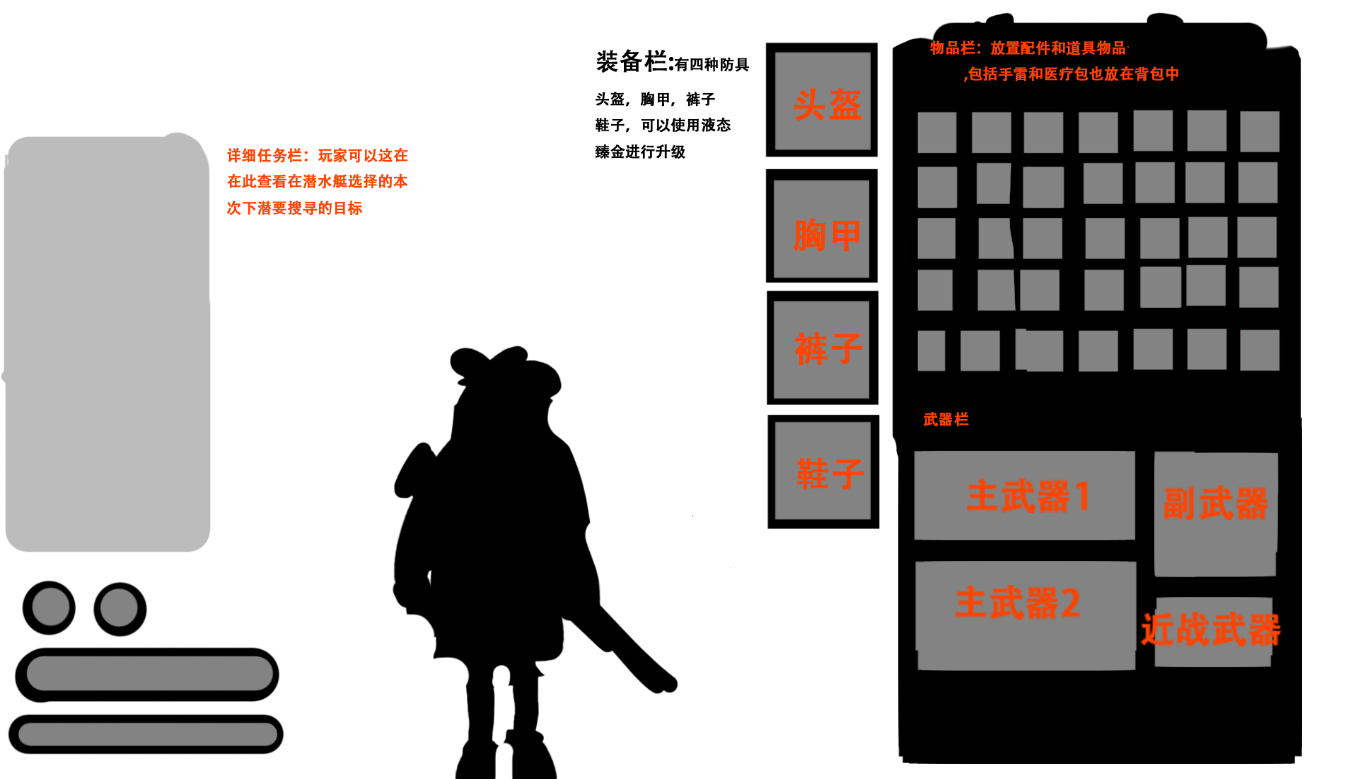 详细任务栏：玩家可以这在
在此查看在潜水艇选择的本
次下潜要搜寻的目标
装备栏:有四种防具
头盔，胸甲，裤子
鞋子，可以使用液态
臻金进行升级
头盔
胸甲
裤子
鞋子
物品栏：放置配件和道具物品
,包括手雷和医疗包也放在背包中
武器栏
主武器1
副武器
主武器2
近战武器